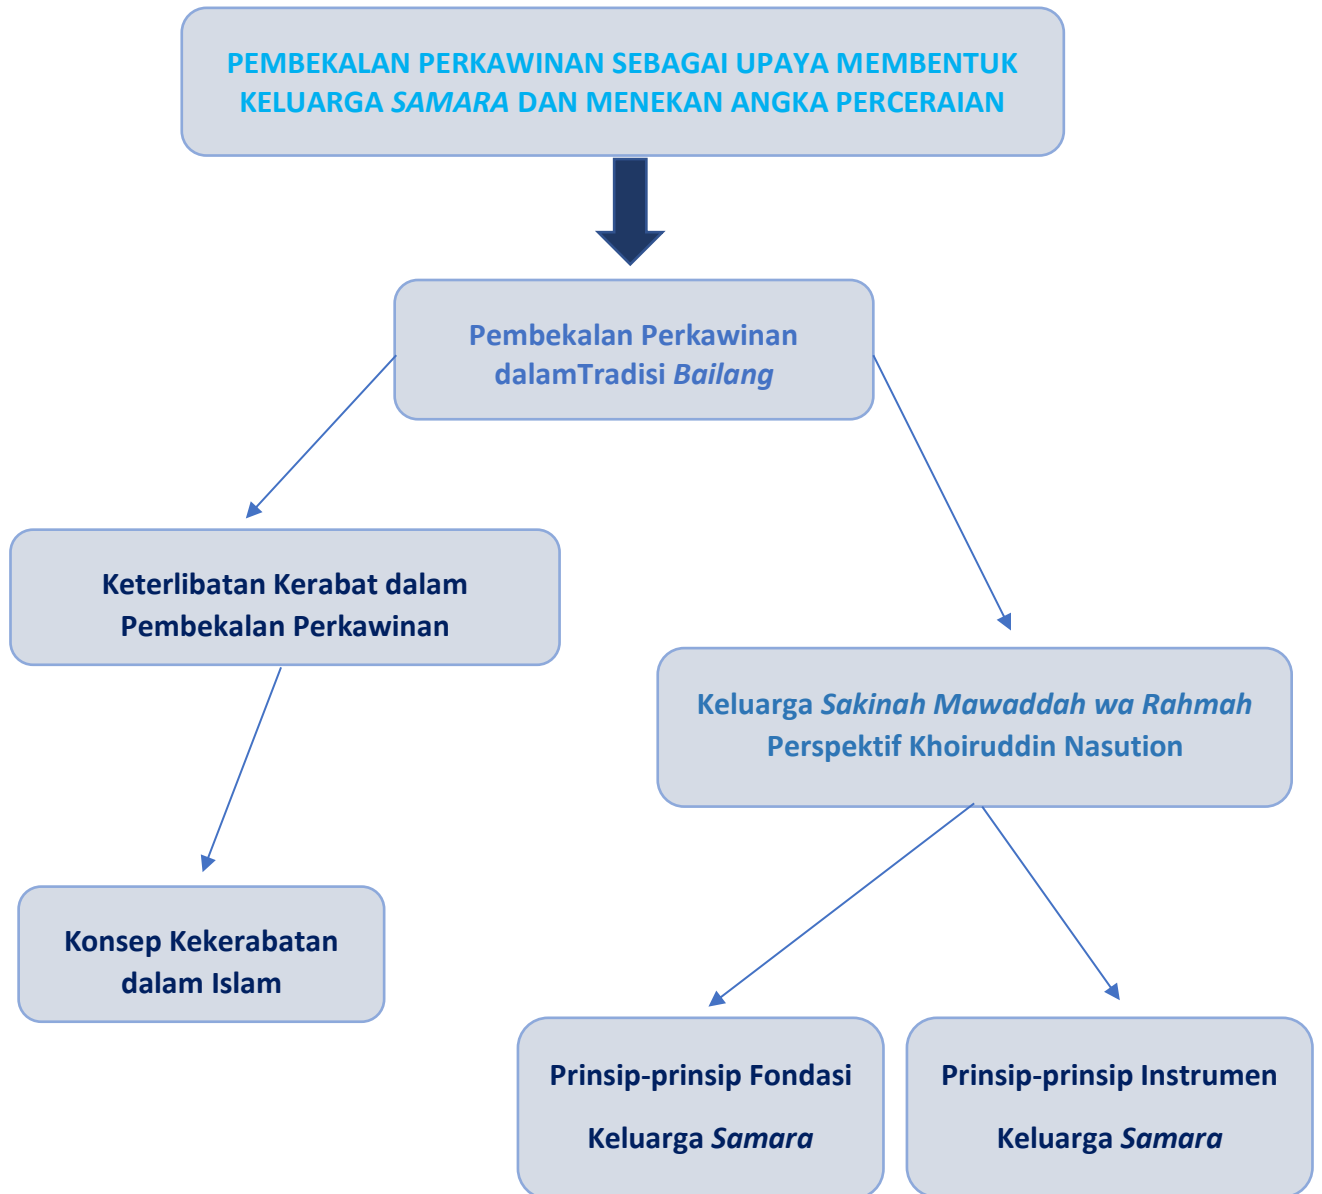 PEMBEKALAN PERKAWINAN SEBAGAI UPAYA MEMBENTUK
KELUARGA SAMARA DAN MENEKAN ANGKA PERCERAIAN
Pembekalan Perkawinan
dalamTradisi Bailang
Keterlibatan Kerabat dalam
Pembekalan Perkawinan
Keluarga Sakinah Mawaddah wa Rahmah
Perspektif Khoiruddin Nasution
Konsep Kekerabatan
dalam Islam
Prinsip-prinsip Fondasi
Keluarga Samara
Prinsip-prinsip Instrumen
Keluarga Samara